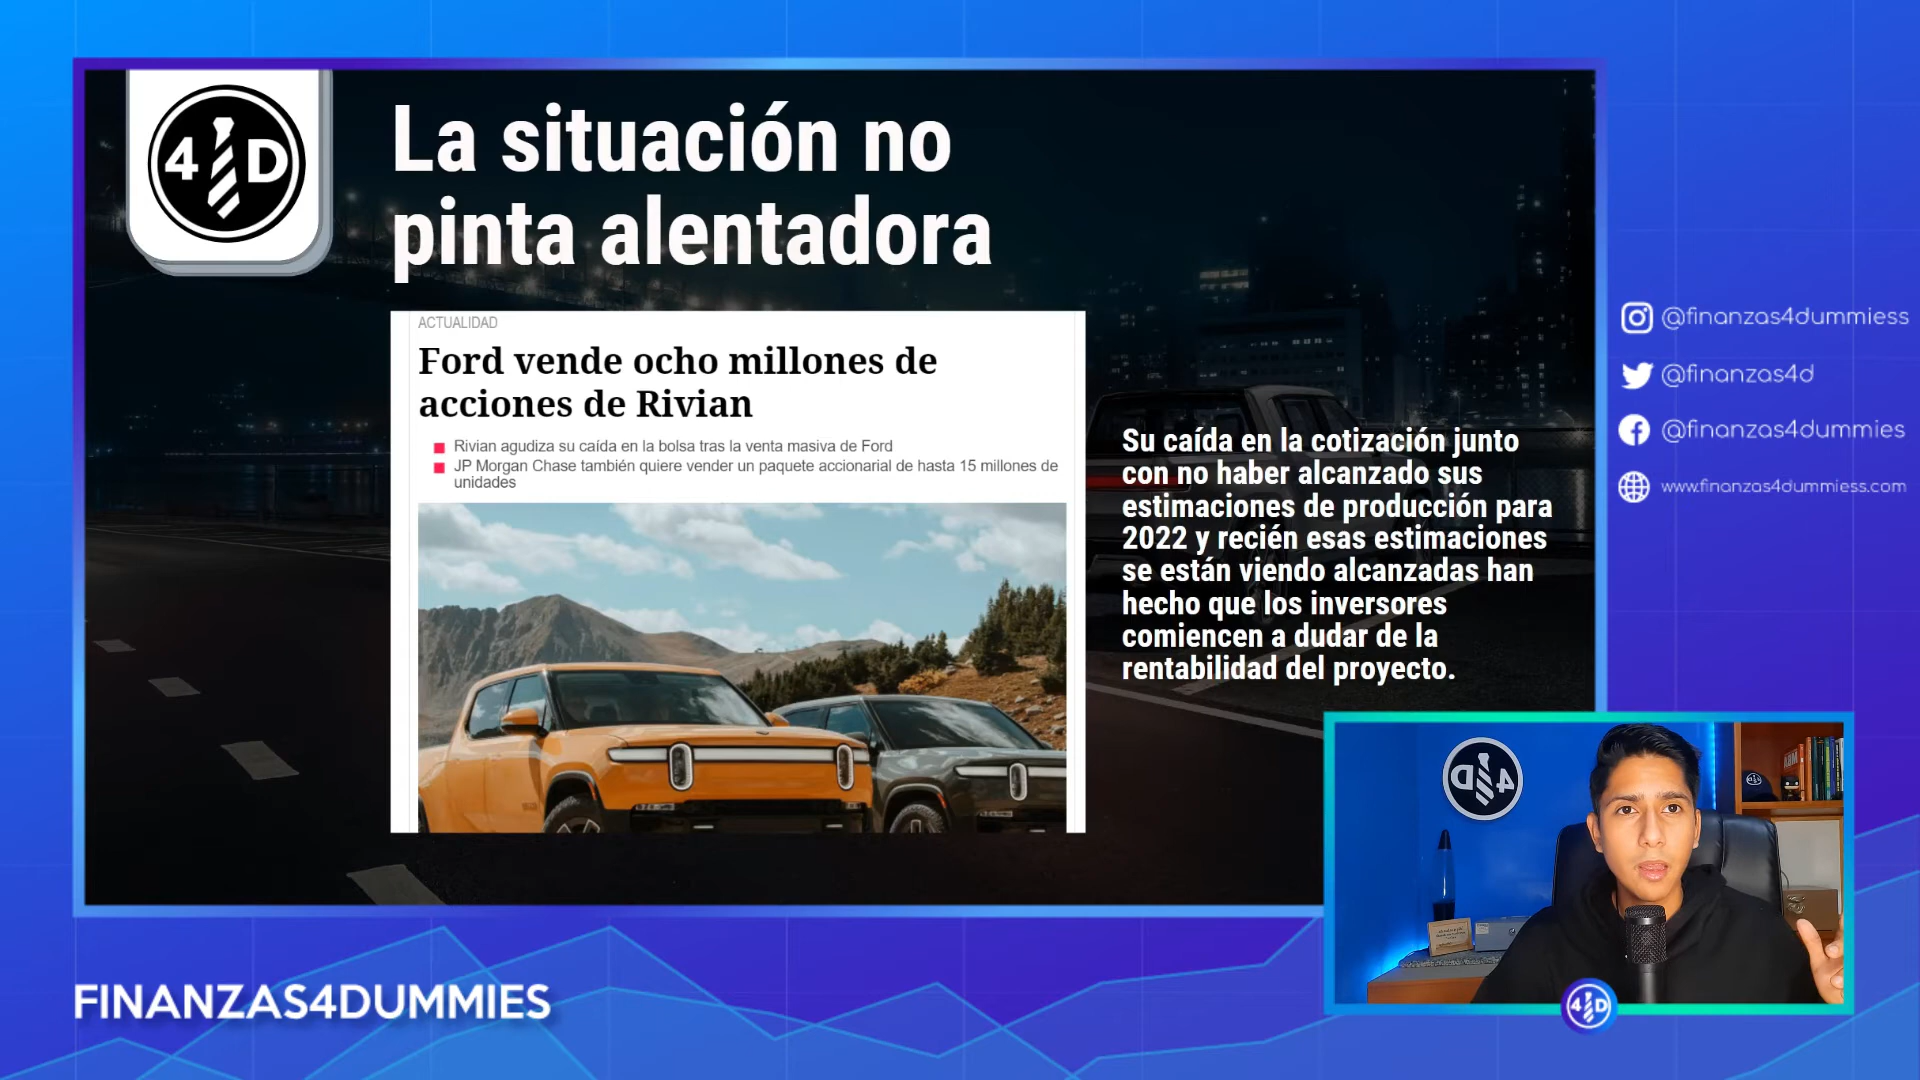 4 D
La situación no
pinta alentadora
ACTUALIDAD
Ford vende ocho millones de
acciones de Rivian
Rivian agudiza su caída en la bolsa tras la venta masiva de Ford
JP Morgan Chase también quiere vender un paquete accionarial de hasta 15 millones de
unidades
Su caída en la cotización junto
con no haber alcanzado sus
estimaciones de producción para
2022 y recién esas estimaciones
se están viendo alcanzadas han
hecho que los inversores
comiencen a dudar de la
rentabilidad del proyecto.
@finanzas4dummiess
@finanzas4d
@finanzas4dummies
www.finanzas4dummiess.com
4 D
FINANZAS4DUMMIES
4 D